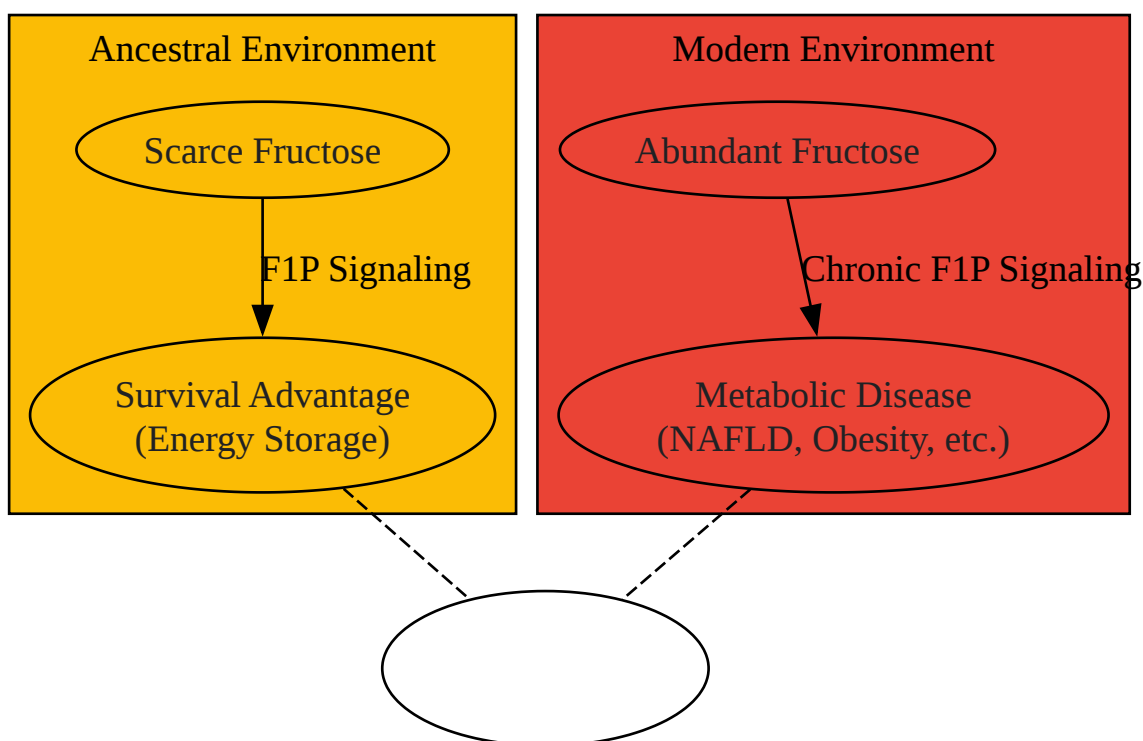 Ancestral Environment
Scarce Fructose
F1P Signaling
Survival Advantage
(Energy Storage)
Modern Environment
Abundant Fructose
Chronic F1P Signaling
Metabolic Disease
(NAFLD, Obesity, etc.)